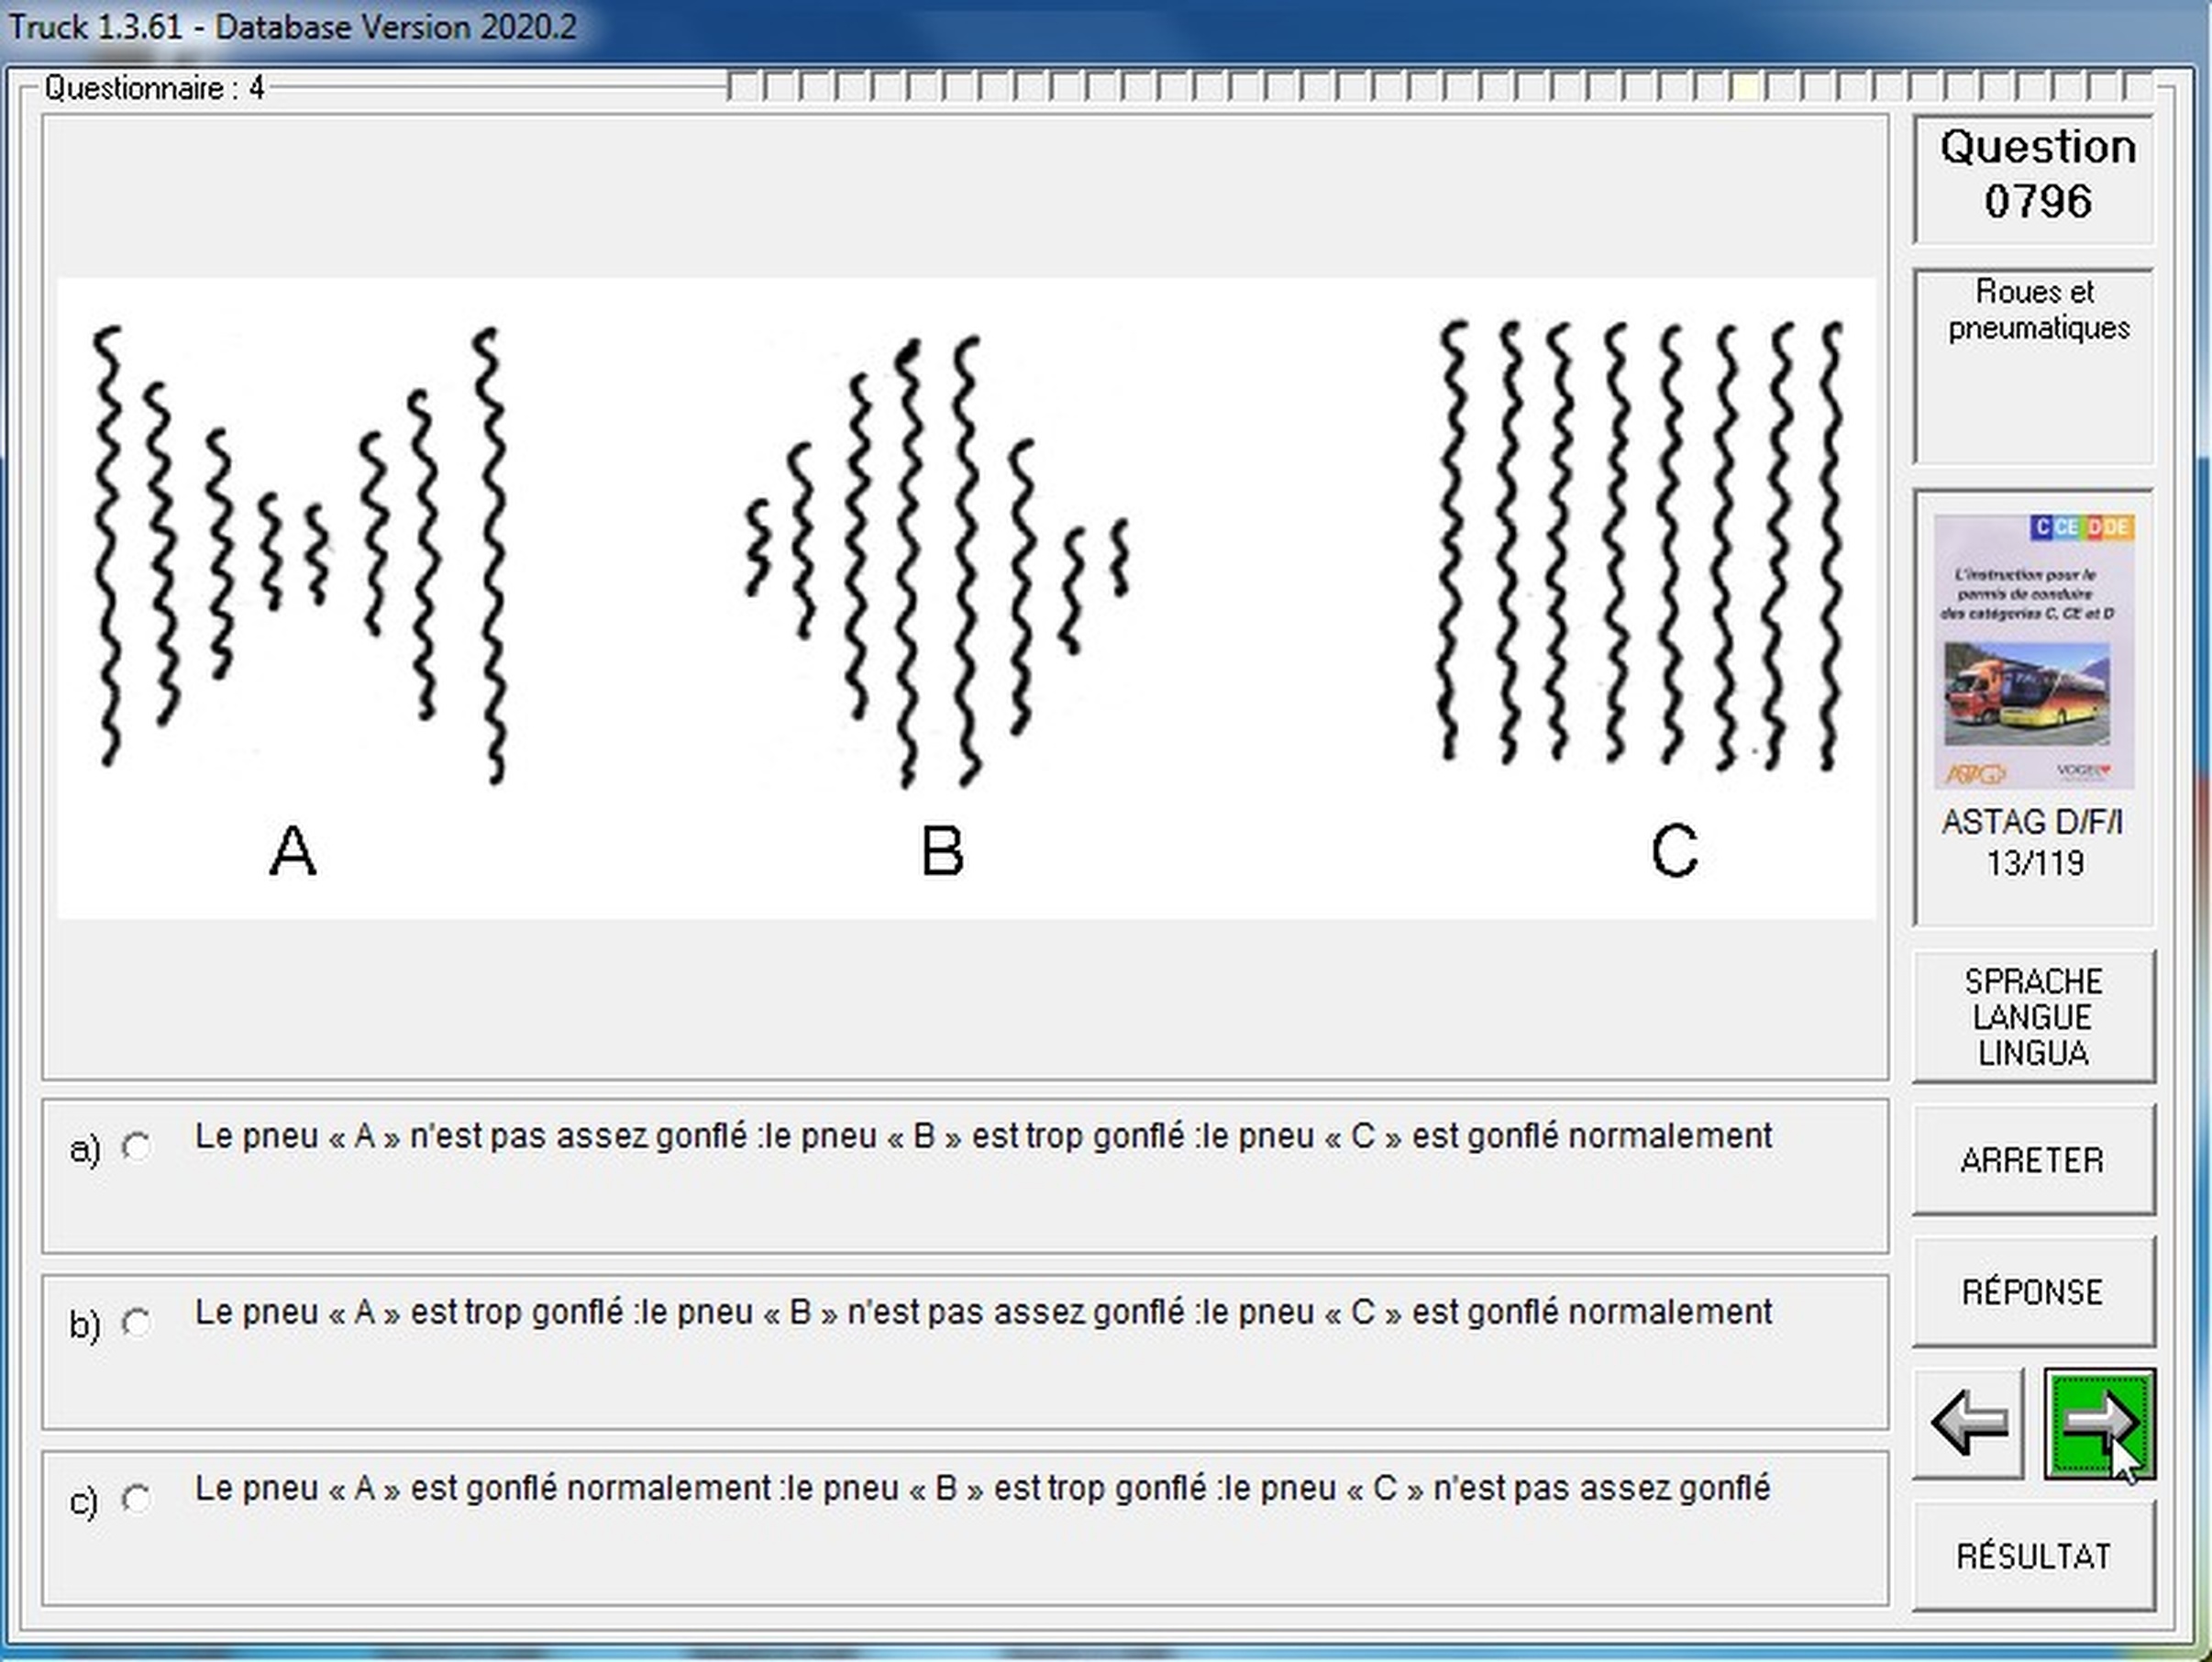 Truck 1.3.61 - Database Version 2020.2
Questionnaire : 4
Question
0796
Roues et
pneumatiques
C CE D DE
L'instruction pour le
permis de conduire
des catégories C, CE et D
ASTAG
VOGEL
ASTAG D/F/I
13/119
A
B
C
SPRACHE
LANGUE
LINGUA
a) Le pneu « A » n'est pas assez gonflé :le pneu « B » est trop gonflé :le pneu « C » est gonflé normalement
ARRETER
b) Le pneu « A » est trop gonflé :le pneu « B » n'est pas assez gonflé :le pneu « C » est gonflé normalement
RÉPONSE
c) Le pneu « A » est gonflé normalement :le pneu « B » est trop gonflé :le pneu « C » n'est pas assez gonflé
RÉSULTAT